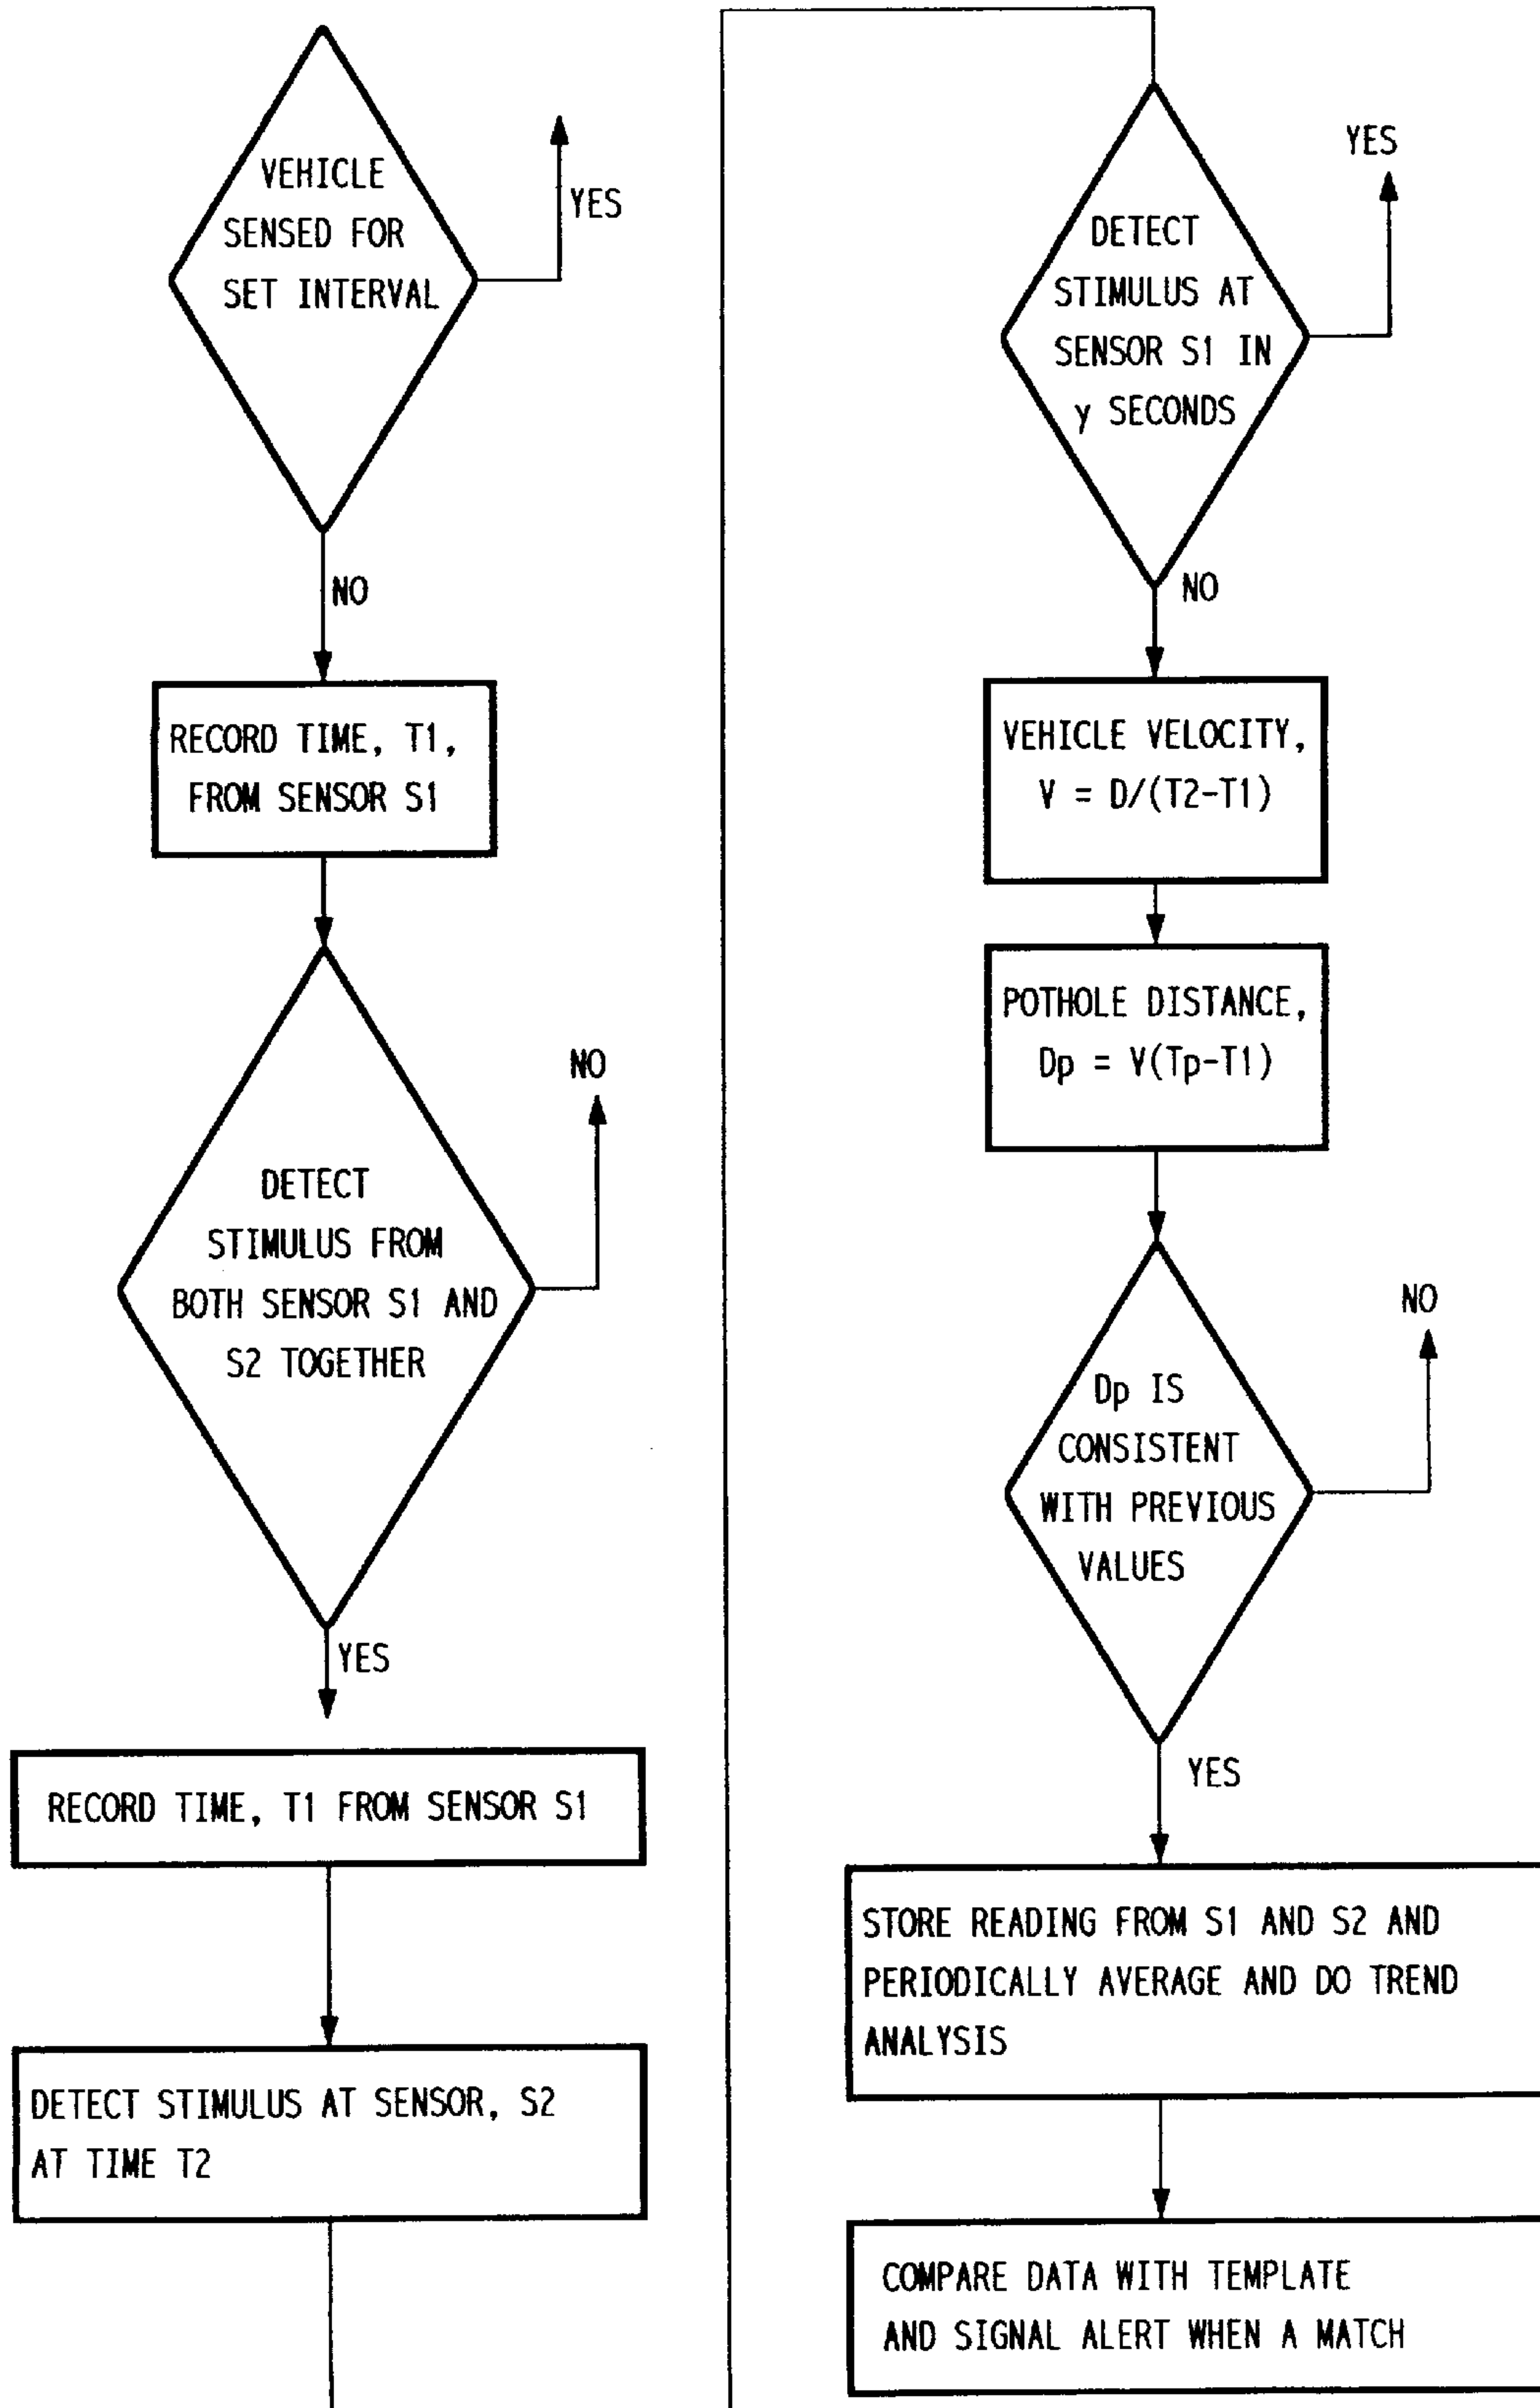 VEHICLE
SENSED FOR
SET INTERVAL
YES
NO
RECORD TIME, T1,
FROM SENSOR S1
NO
DETECT
STIMULUS FROM
BOTH SENSOR S1 AND
S2 TOGETHER
YES
RECORD TIME, T1 FROM SENSOR S1
DETECT STIMULUS AT SENSOR, S2
AT TIME T2
YES
DETECT
STIMULUS AT
SENSOR S1 IN
y SECONDS
NO
VEHICLE VELOCITY,
V = D/(T2-T1)
POTHOLE DISTANCE,
Dp = V(Tp-T1)
NO
Dp IS
CONSISTENT
WITH PREVIOUS
VALUES
YES
STORE READING FROM S1 AND S2 AND
PERIODICALLY AVERAGE AND DO TREND
ANALYSIS
COMPARE DATA WITH TEMPLATE
AND SIGNAL ALERT WHEN A MATCH